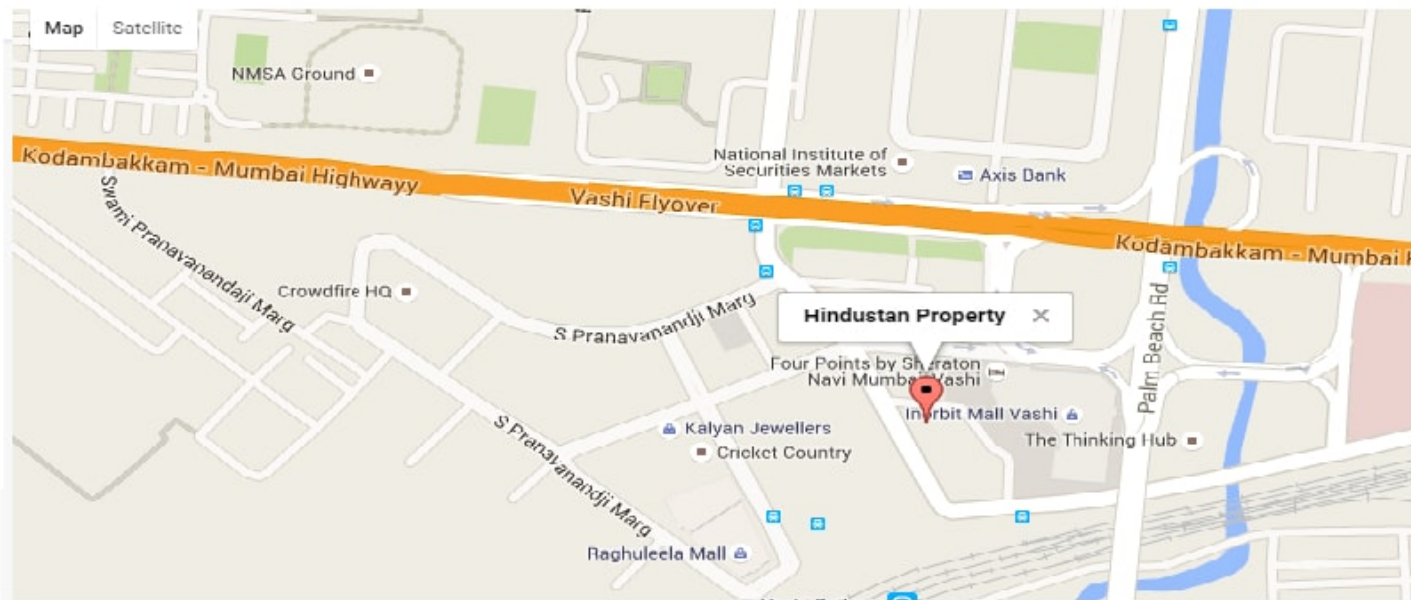 Map Satellite
NMSA Ground
National Institute of
Securities Markets
Axis Bank
Kodambakkam - Mumbai Highwayy
Vashi Flyover
Kodambakkam - Mumbai
Swami Pranavanandaji Marg
Crowdfire HQ
S Pranavanandji Marg
Hindustan Property
Palm Beach Rd
Four Points by Sheraton
Navi Mumbai Vashi
Inorbit Mall Vashi
The Thinking Hub
Kalyan Jewellers
Cricket Country
S Pranavanandji Marg
Raghuleela Mall